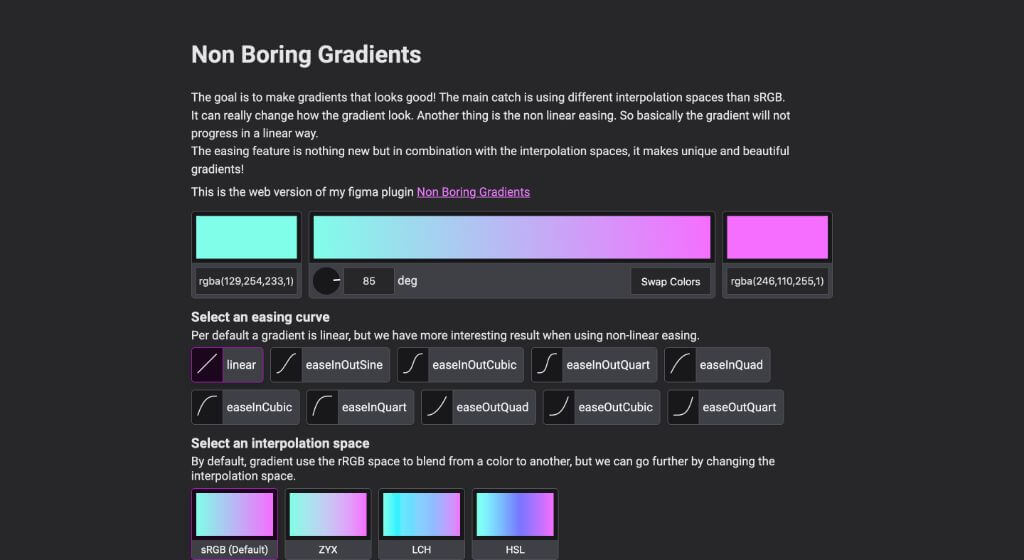 Non Boring Gradients
The goal is to make gradients that looks good! The main catch is using different interpolation spaces than sRGB.
It can really change how the gradient look. Another thing is the non linear easing. So basically the gradient will not
progress in a linear way.
The easing feature is nothing new but in combination with the interpolation spaces, it makes unique and beautiful
gradients!
This is the web version of my figma plugin Non Boring Gradients
rgba(129,254,233,1) 85 deg Swap Colors rgba(246,110,255,1)
Select an easing curve
Per default a gradient is linear, but we have more interesting result when using non-linear easing.
linear easeInOutSine easeInOutCubic easeInOutQuart easeInQuad
easeInCubic easeInQuart easeOutQuad easeOutCubic easeOutQuart
Select an interpolation space
By default, gradient use the rRGB space to blend from a color to another, but we can go further by changing the
interpolation space.
sRGB (Default) ZYX LCH HSL